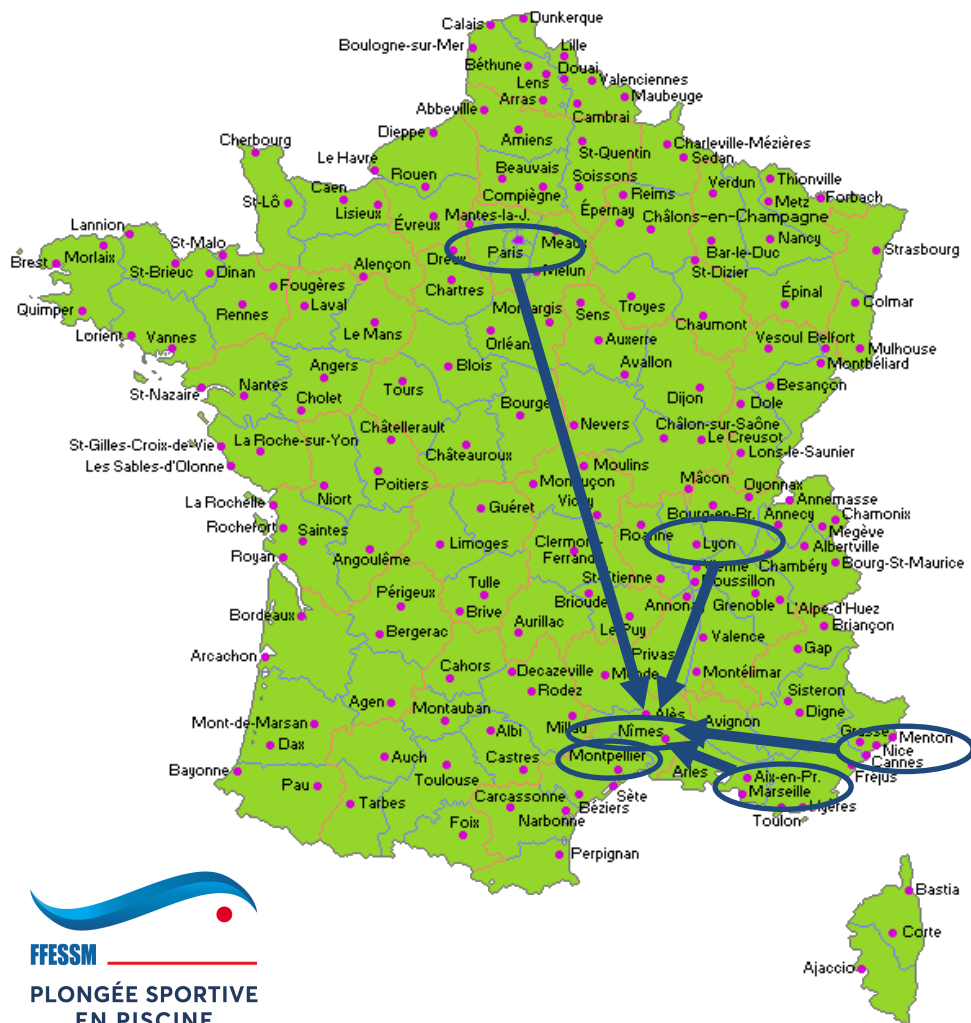 Dunkerque
Calais
Boulogne-sur-Mer
Lille
Béthune
Douai
Lens
Valenciennes
Arras
Maubeuge
Abbeville
Cambrai
Dieppe
Amiens
Cherbourg
Charleville-Mézières
St-Quentin
Sedan
Le Havre
Beauvais
Soissons
Rouen
Thionville
Caen
Compiègne
Reims
Verdun
Forbach
St-Lô
Lisieux
Metz
Évreux
Mantes-la-J.
Épernay
Châlons-en-Champagne
Lannion
St-Malo
Paris
Meaux
Nancy
Strasbourg
Brest
Morlaix
Dreux
Bar-le-Duc
St-Brieuc
Dinan
Alençon
Melun
St-Dizier
Fougères
Chartres
Quimper
Rennes
Laval
Montargis
Sens
Troyes
Épinal
Colmar
Lorient
Vannes
Le Mans
Orléans
Auxerre
Chaumont
Vesoul
Belfort
Mulhouse
Blois
Avallon
Montbéliard
St-Nazaire
Nantes
Angers
Tours
Dijon
Besançon
Cholet
Bourges
Dole
St-Gilles-Croix-de-Vie
La Roche-sur-Yon
Châtellerault
Nevers
Châlon-sur-Saône
Le Creusot
Les Sables-d'Olonne
Châteauroux
Lons-le-Saunier
Poitiers
Moulins
Niort
Montluçon
Mâcon
Oyonnax
La Rochelle
Guéret
Vichy
Bourg-en-Br.
Annemasse
Rochefort
Saintes
Annecy
Chamonix
Megève
Royan
Angoulême
Limoges
Clermont-
Ferrand
Roanne
Lyon
Albertville
Chambéry
Bourg-St-Maurice
Vienne
Périgueux
Tulle
St-Étienne
Roussillon
Bordeaux
Brive
Brioude
Annonay
Grenoble
L'Alpe-d'Huez
Bergerac
Aurillac
Le Puy
Valence
Briançon
Arcachon
Privas
Gap
Cahors
Decazeville
Mende
Montélimar
Agen
Rodez
Sisteron
Mont-de-Marsan
Montauban
Millau
Alès
Avignon
Digne
Dax
Albi
Nîmes
Grasse
Menton
Bayonne
Auch
Castres
Montpellier
Nice
Cannes
Toulouse
Arles
Aix-en-Pr.
Fréjus
Pau
Tarbes
Carcassonne
Sète
Marseille
Béziers
Hyères
Foix
Narbonne
Toulon
Perpignan
Bastia
Corte
Ajaccio
FFESSM
PLONGÉE SPORTIVE
EN PISCINE